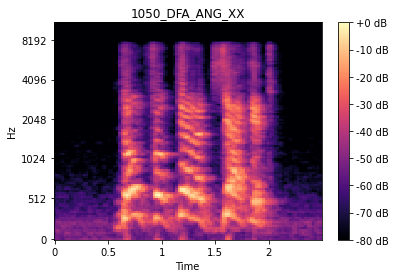 1050_DFA_ANG_XX
Hz
8192
4096
2048
1024
512
0
0
0.5
1
1.5
2
Time
+0 dB
-10 dB
-20 dB
-30 dB
-40 dB
-50 dB
-60 dB
-70 dB
-80 dB